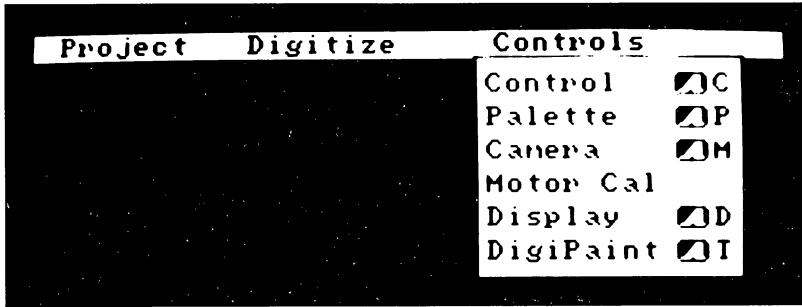 Project Digitize Controls
Control C
Palette P
Camera M
Motor Cal
Display D
DigiPaint T